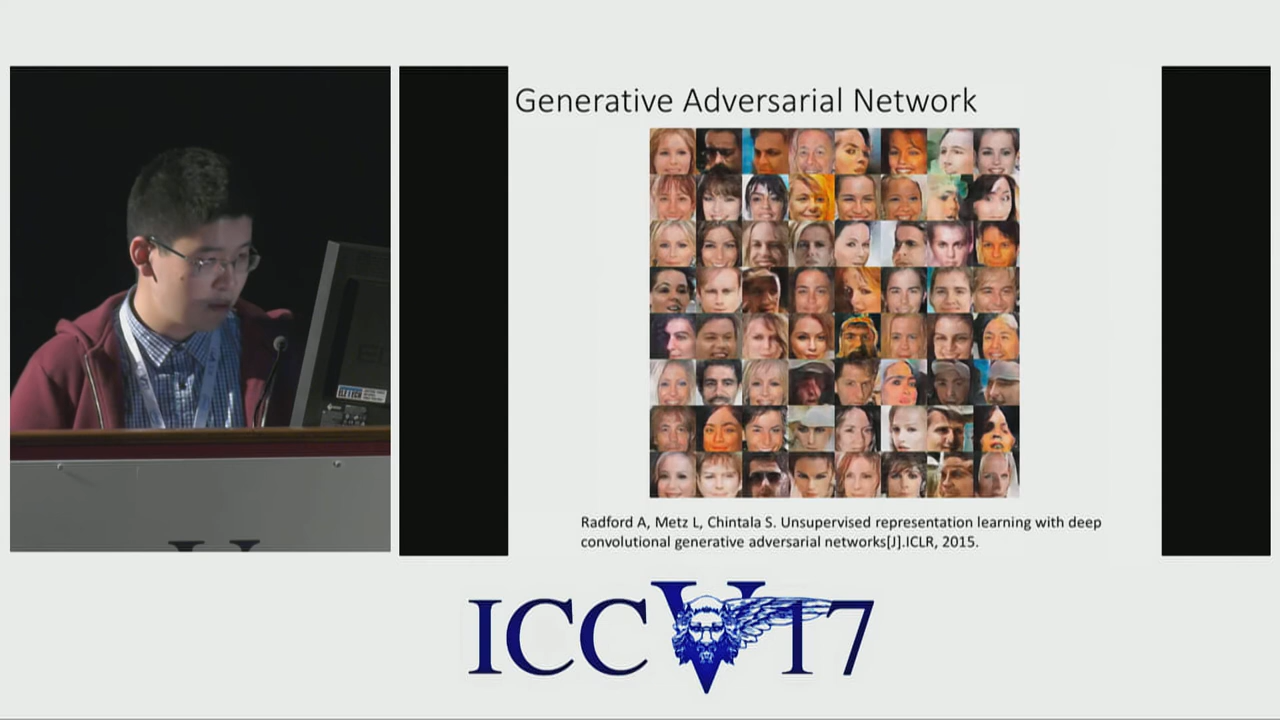 Generative Adversarial Network
Radford A, Metz L, Chintala S. Unsupervised representation learning with deep
convolutional generative adversarial networks[J].ICLR, 2015.
ICCV17